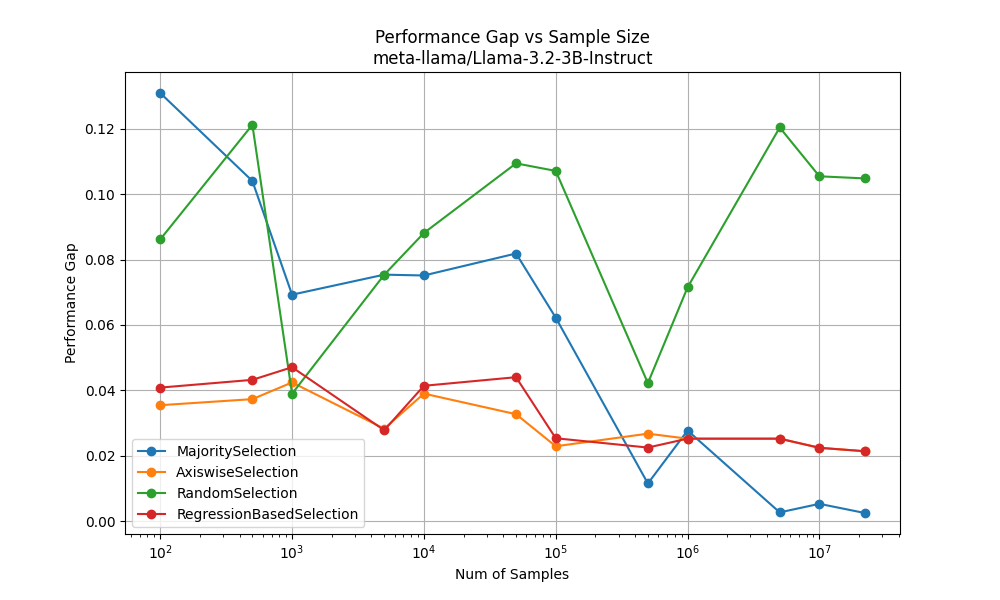 Performance Gap vs Sample Size
meta-llama/Llama-3.2-3B-Instruct
Performance Gap
0.12
0.10
0.08
0.06
0.04
0.02
0.00
MajoritySelection
AxiswiseSelection
RandomSelection
RegressionBasedSelection
10² 10³ 10⁴ 10⁵ 10⁶ 10⁷
Num of Samples